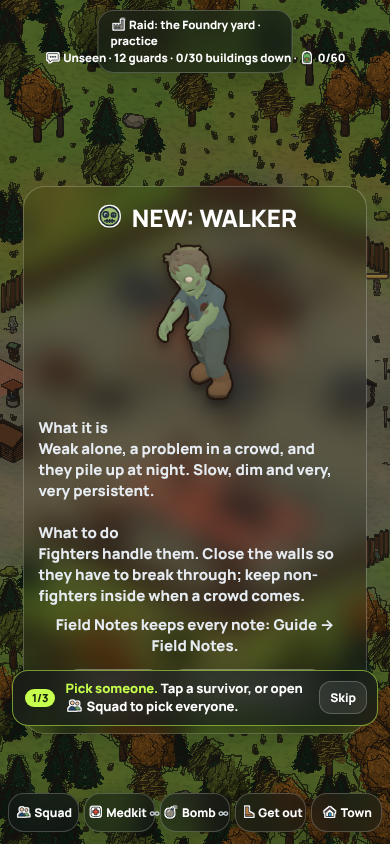 Raid: the Foundry yard ·
practice
Unseen · 12 guards · 0/30 buildings down · 0/60
NEW: WALKER
What it is
Weak alone, a problem in a crowd, and
they pile up at night. Slow, dim and very,
very persistent.
What to do
Fighters handle them. Close the walls so
they have to break through; keep non-
fighters inside when a crowd comes.
Field Notes keeps every note: Guide →
Field Notes.
1/3
Pick someone. Tap a survivor, or open
Squad to pick everyone.
Skip
Squad
Medkit ∞
Bomb ∞
Get out
Town